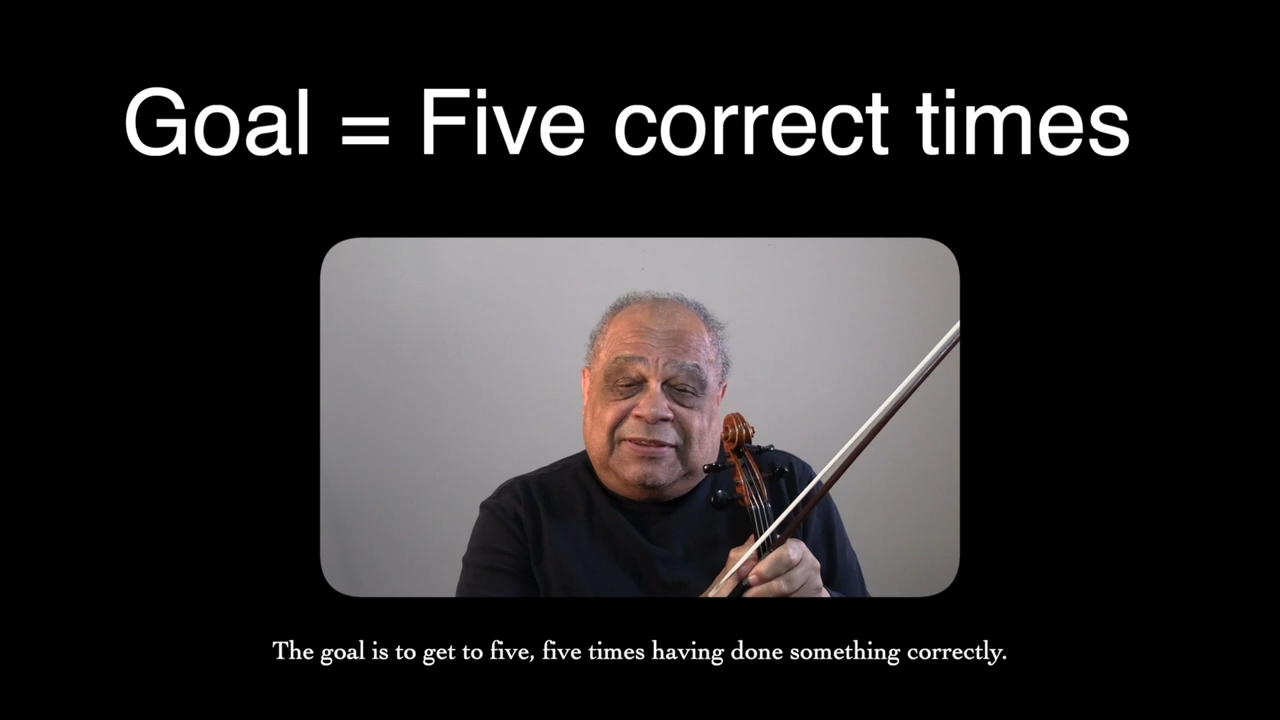 Goal = Five correct times
The goal is to get to five, five times having done something correctly.